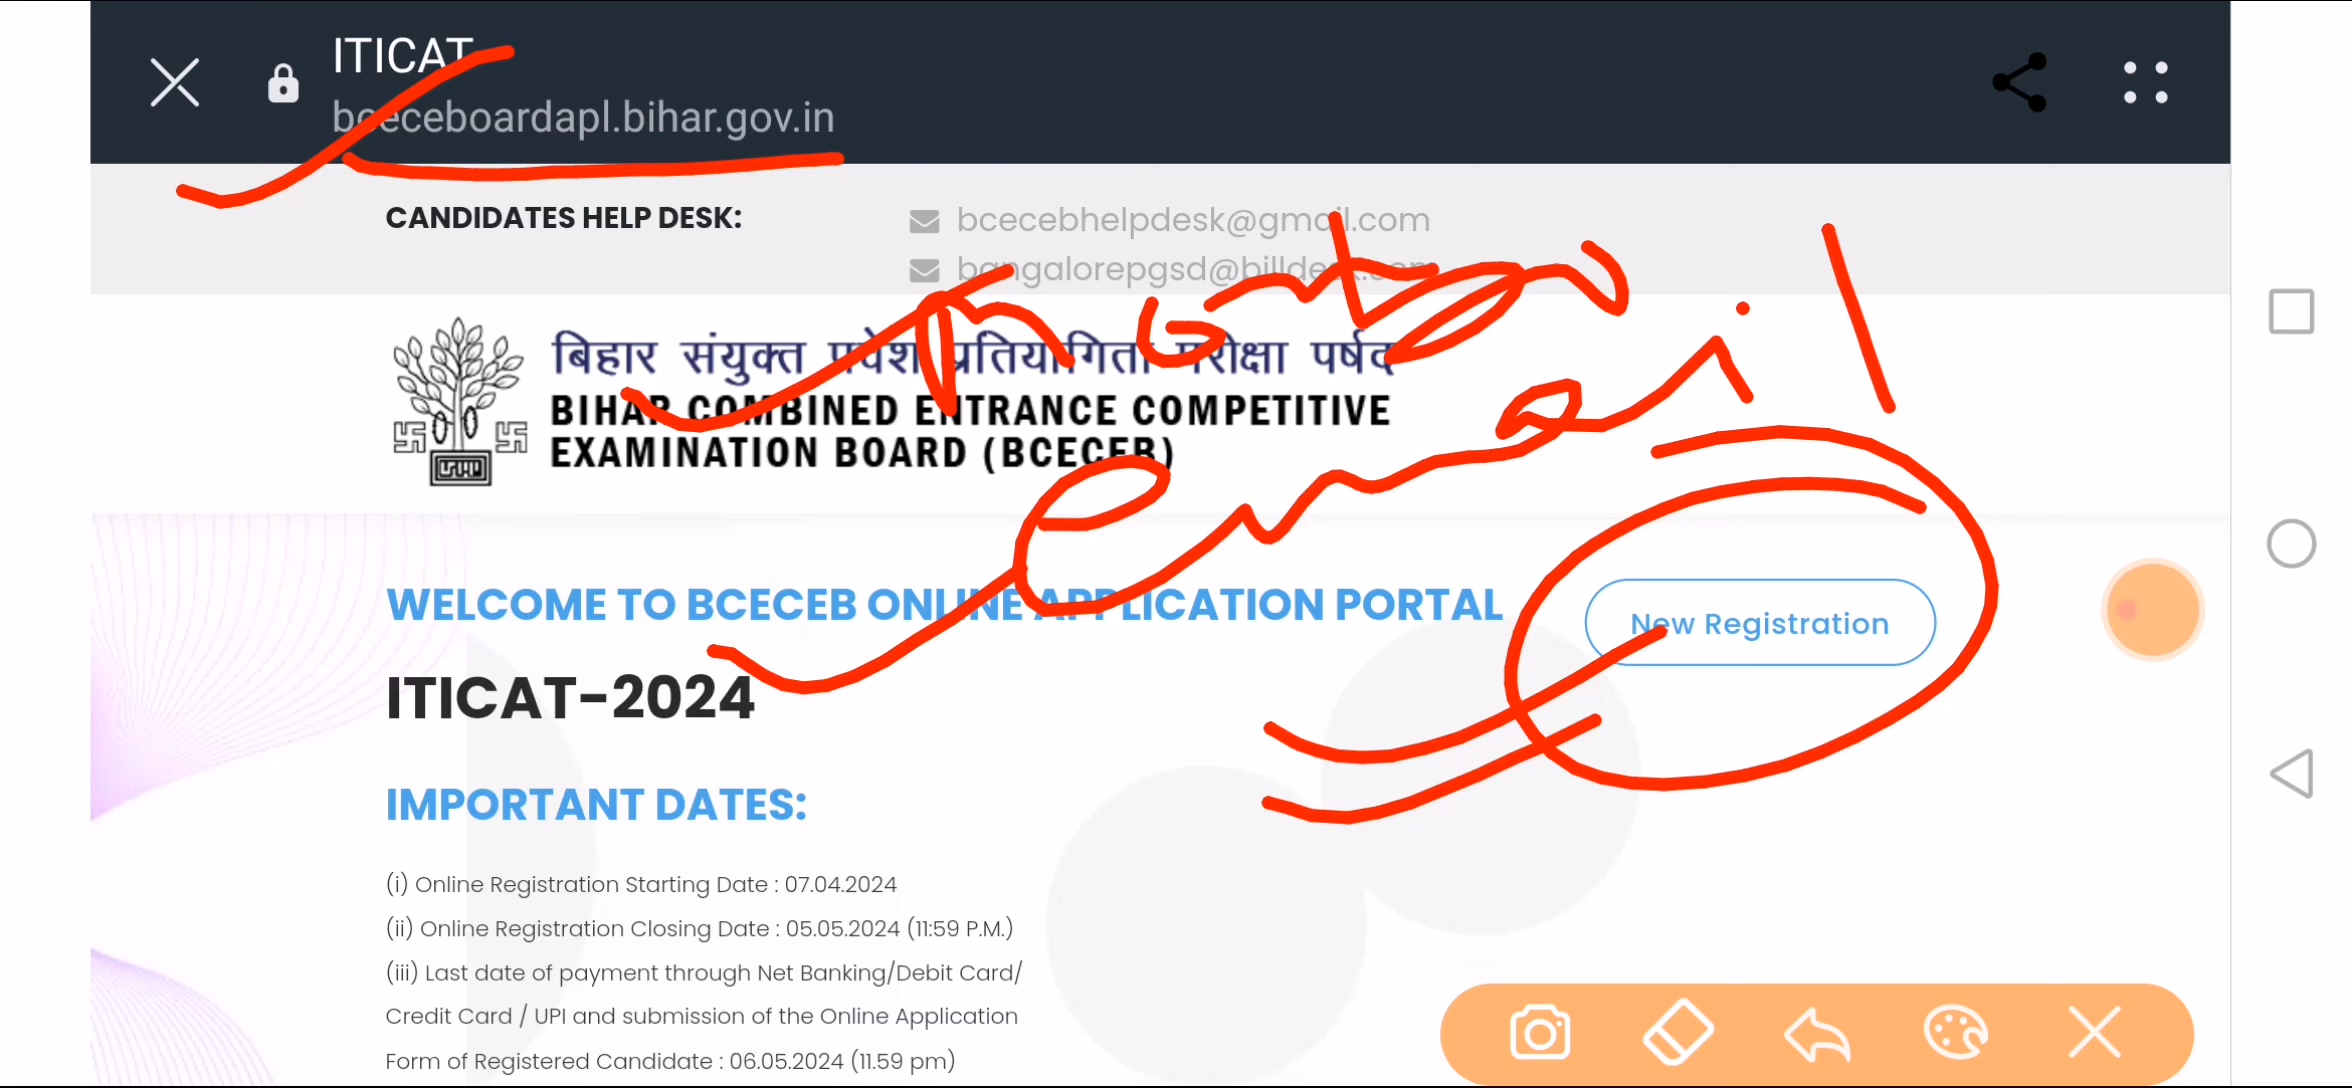 ITICAT
bceceboardapl.bihar.gov.in
CANDIDATES HELP DESK:
bcecebhelpdesk@gmail.com
bangalorepgsd@billdesk.com
बिहार संयुक्त प्रवेश प्रतियोगिता परीक्षा पर्षद
BIHAR COMBINED ENTRANCE COMPETITIVE
EXAMINATION BOARD (BCECEB)
email
WELCOME TO BCECEB ONLINE APPLICATION PORTAL
New Registration
ITICAT-2024
IMPORTANT DATES:
(i) Online Registration Starting Date : 07.04.2024
(ii) Online Registration Closing Date : 05.05.2024 (11:59 P.M.)
(iii) Last date of payment through Net Banking/Debit Card/
Credit Card / UPI and submission of the Online Application
Form of Registered Candidate : 06.05.2024 (11.59 pm)